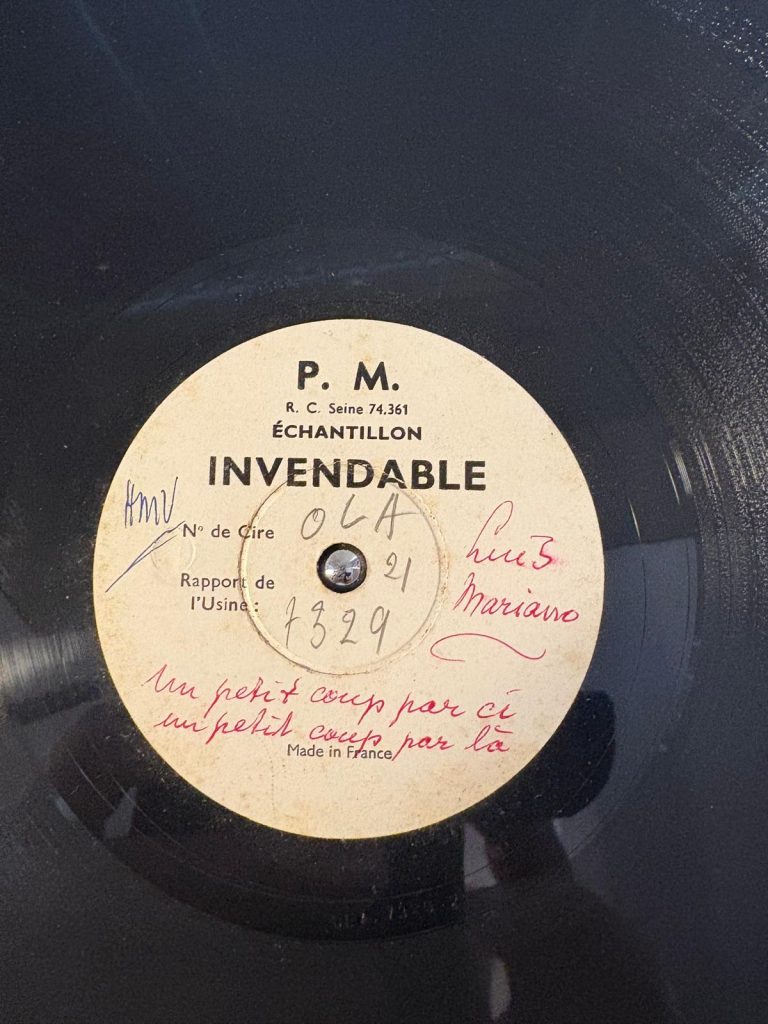 P. M.
R. C. Seine 74.361
ÉCHANTILLON
INVENDABLE
HMV
Nº de Cire OLA
21
Rapport de
l'Usine : 7329
Luis
Mariano
un petit coup par ci
un petit coup par là
Made in France